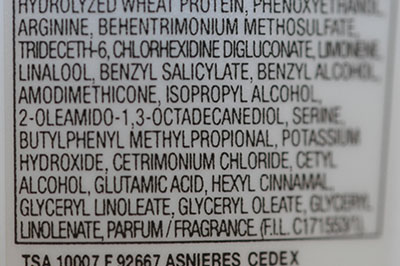 HYDROLYZED WHEAT PROTEIN, PHENOXYETHANOL,
ARGININE, BEHENTRIMONIUM METHOSULFATE,
TRIDECETH-6, CHLORHEXIDINE DIGLUCONATE, LIMONENE,
LINALOOL, BENZYL SALICYLATE, BENZYL ALCOHOL,
AMODIMETHICONE, ISOPROPYL ALCOHOL,
2-OLEAMIDO-1,3-OCTADECANEDIOL, SERINE,
BUTYLPHENYL METHYLPROPIONAL, POTASSIUM
HYDROXIDE, CETRIMONIUM CHLORIDE, CETYL
ALCOHOL, GLUTAMIC ACID, HEXYL CINNAMAL,
GLYCERYL LINOLEATE, GLYCERYL OLEATE, GLYCERYL
LINOLENATE, PARFUM / FRAGRANCE. (F.I.L. C171553/1).
TSA 10007 F 92667 ASNIERES CEDEX